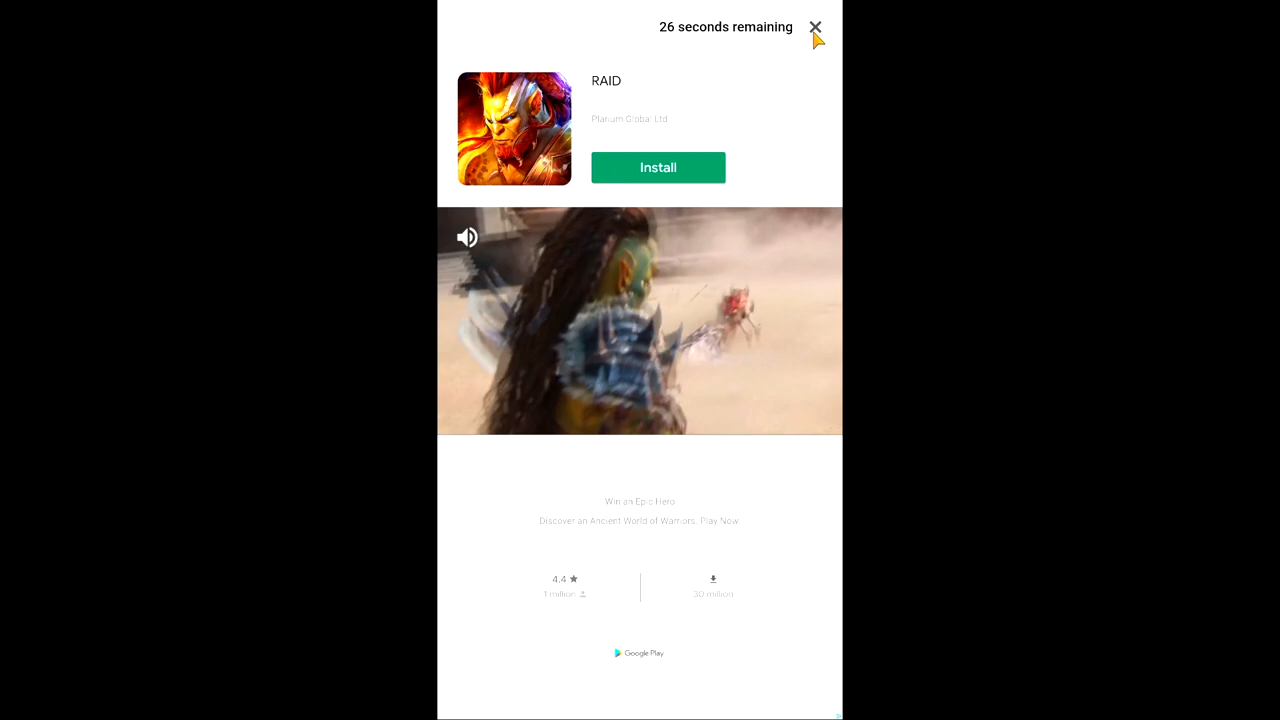 26 seconds remaining
RAID
Plarium Global Ltd
Install
Win an Epic Hero
Discover an Ancient World of Warriors. Play Now.
4.4
1 million
30 million
Google Play